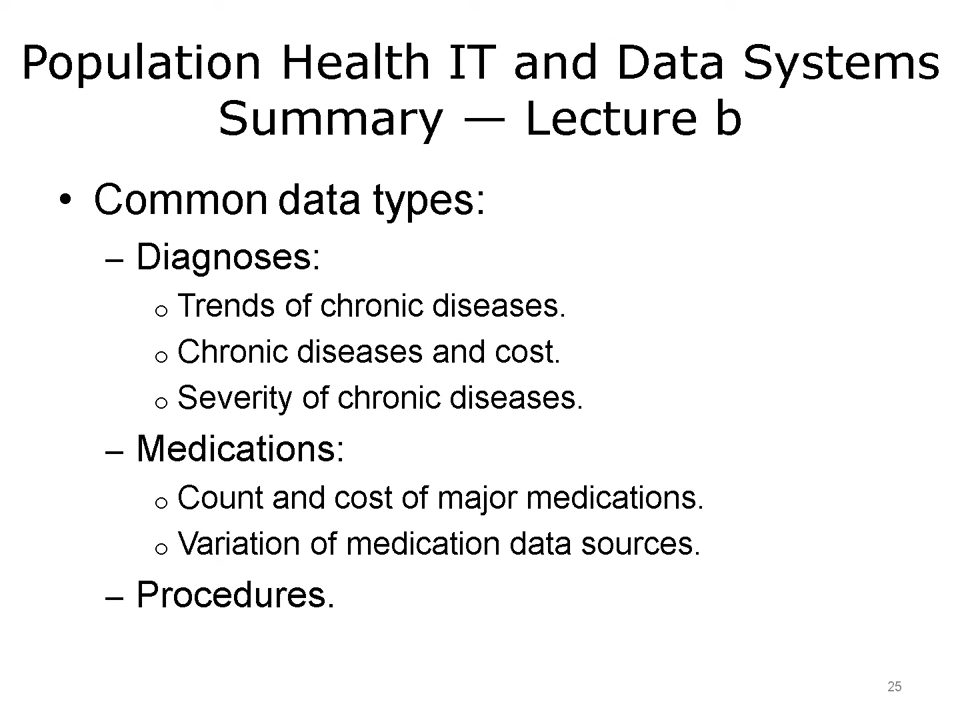 Population Health IT and Data Systems
Summary — Lecture b
• Common data types:
– Diagnoses:
o Trends of chronic diseases.
o Chronic diseases and cost.
o Severity of chronic diseases.
– Medications:
o Count and cost of major medications.
o Variation of medication data sources.
– Procedures.
25